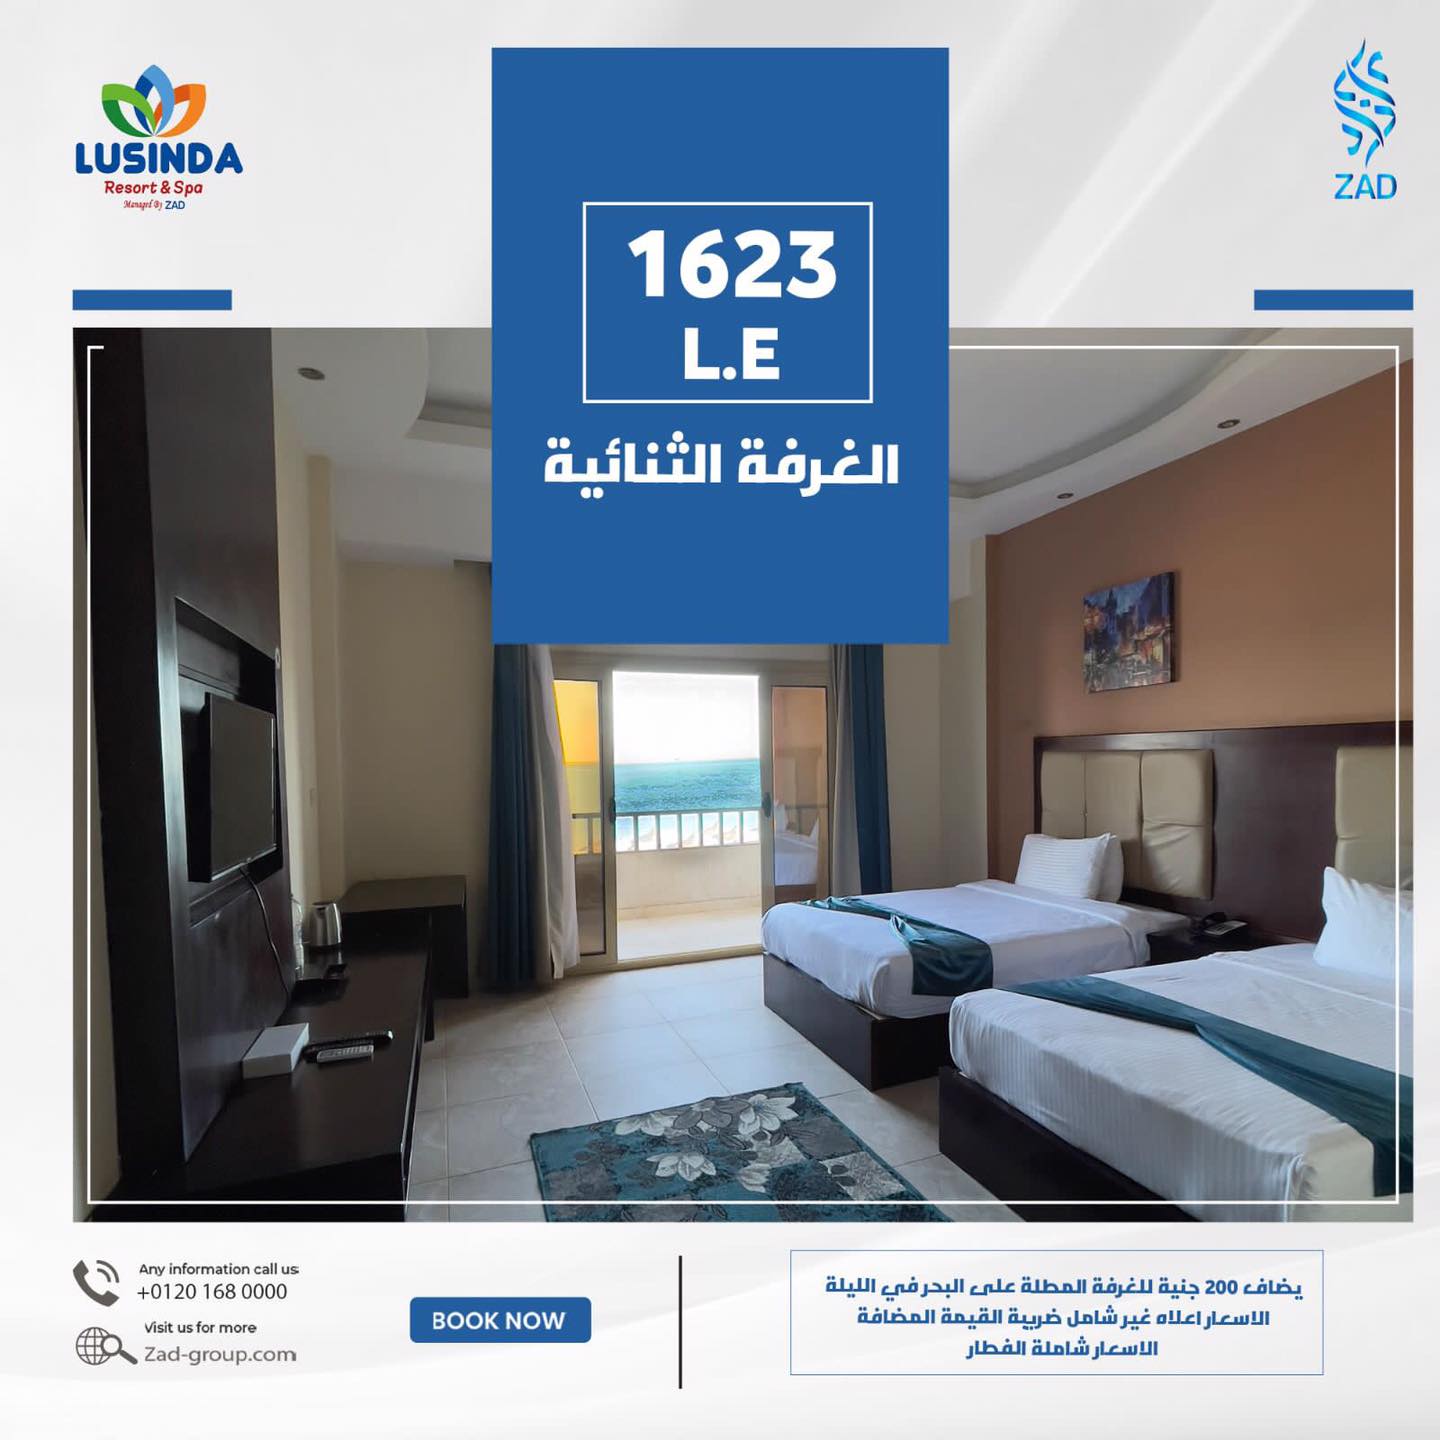 LUSINDA
Resort & Spa
Managed By ZAD
ZAD
1623
L.E
الغرفة الثنائية
Any information call us:
+0120 168 0000
Visit us for more
Zad-group.com
BOOK NOW
يضاف 200 جنية للغرفة المطلة على البحر في الليلة
الاسعار اعلاه غير شامل ضريبة القيمة المضافة
الاسعار شاملة الفطار